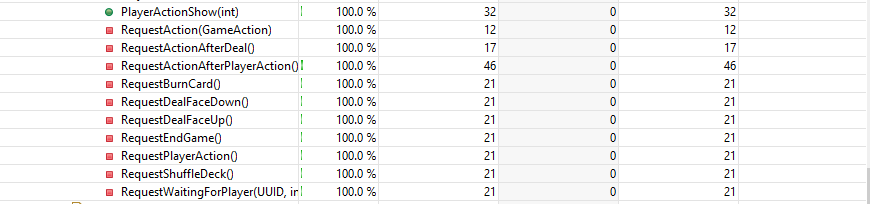 PlayerActionShow(int) 100.0 % 32 0 32
RequestAction(GameAction) 100.0 % 12 0 12
RequestActionAfterDeal() 100.0 % 17 0 17
RequestActionAfterPlayerAction() 100.0 % 46 0 46
RequestBurnCard() 100.0 % 21 0 21
RequestDealFaceDown() 100.0 % 21 0 21
RequestDealFaceUp() 100.0 % 21 0 21
RequestEndGame() 100.0 % 21 0 21
RequestPlayerAction() 100.0 % 21 0 21
RequestShuffleDeck() 100.0 % 21 0 21
RequestWaitingForPlayer(UUID, in 100.0 % 21 0 21